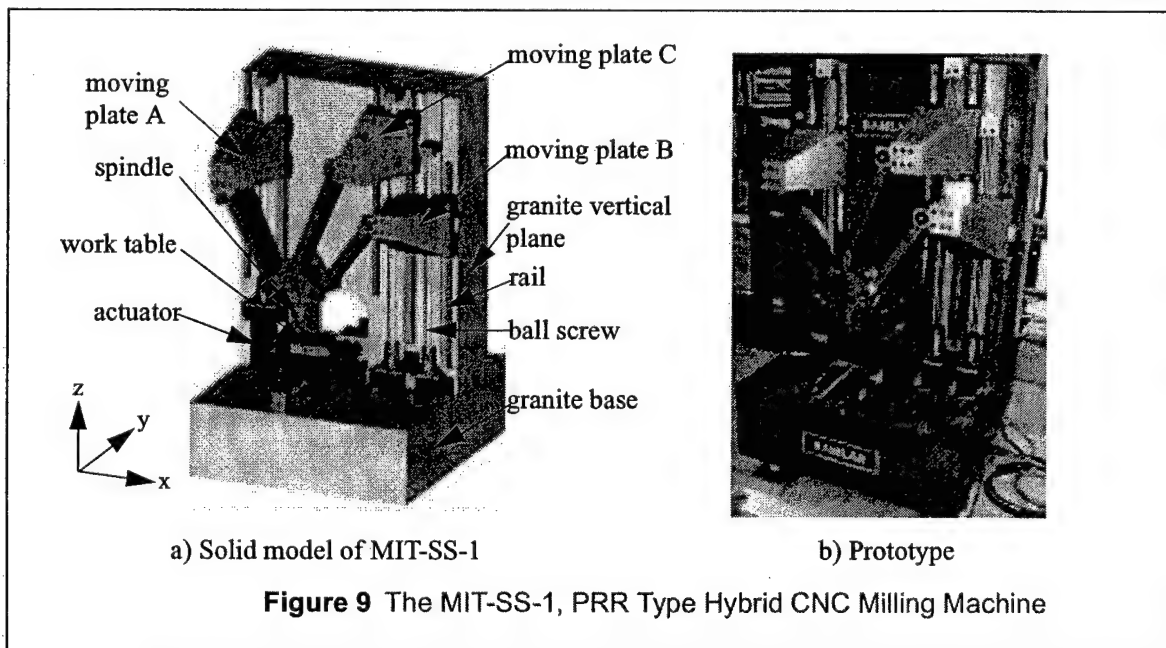 moving plate C
moving
plate A
moving plate B
spindle
granite vertical
plane
work table
rail
actuator
ball screw
granite base
z
y
x
a) Solid model of MIT-SS-1
b) Prototype
Figure 9 The MIT-SS-1, PRR Type Hybrid CNC Milling Machine